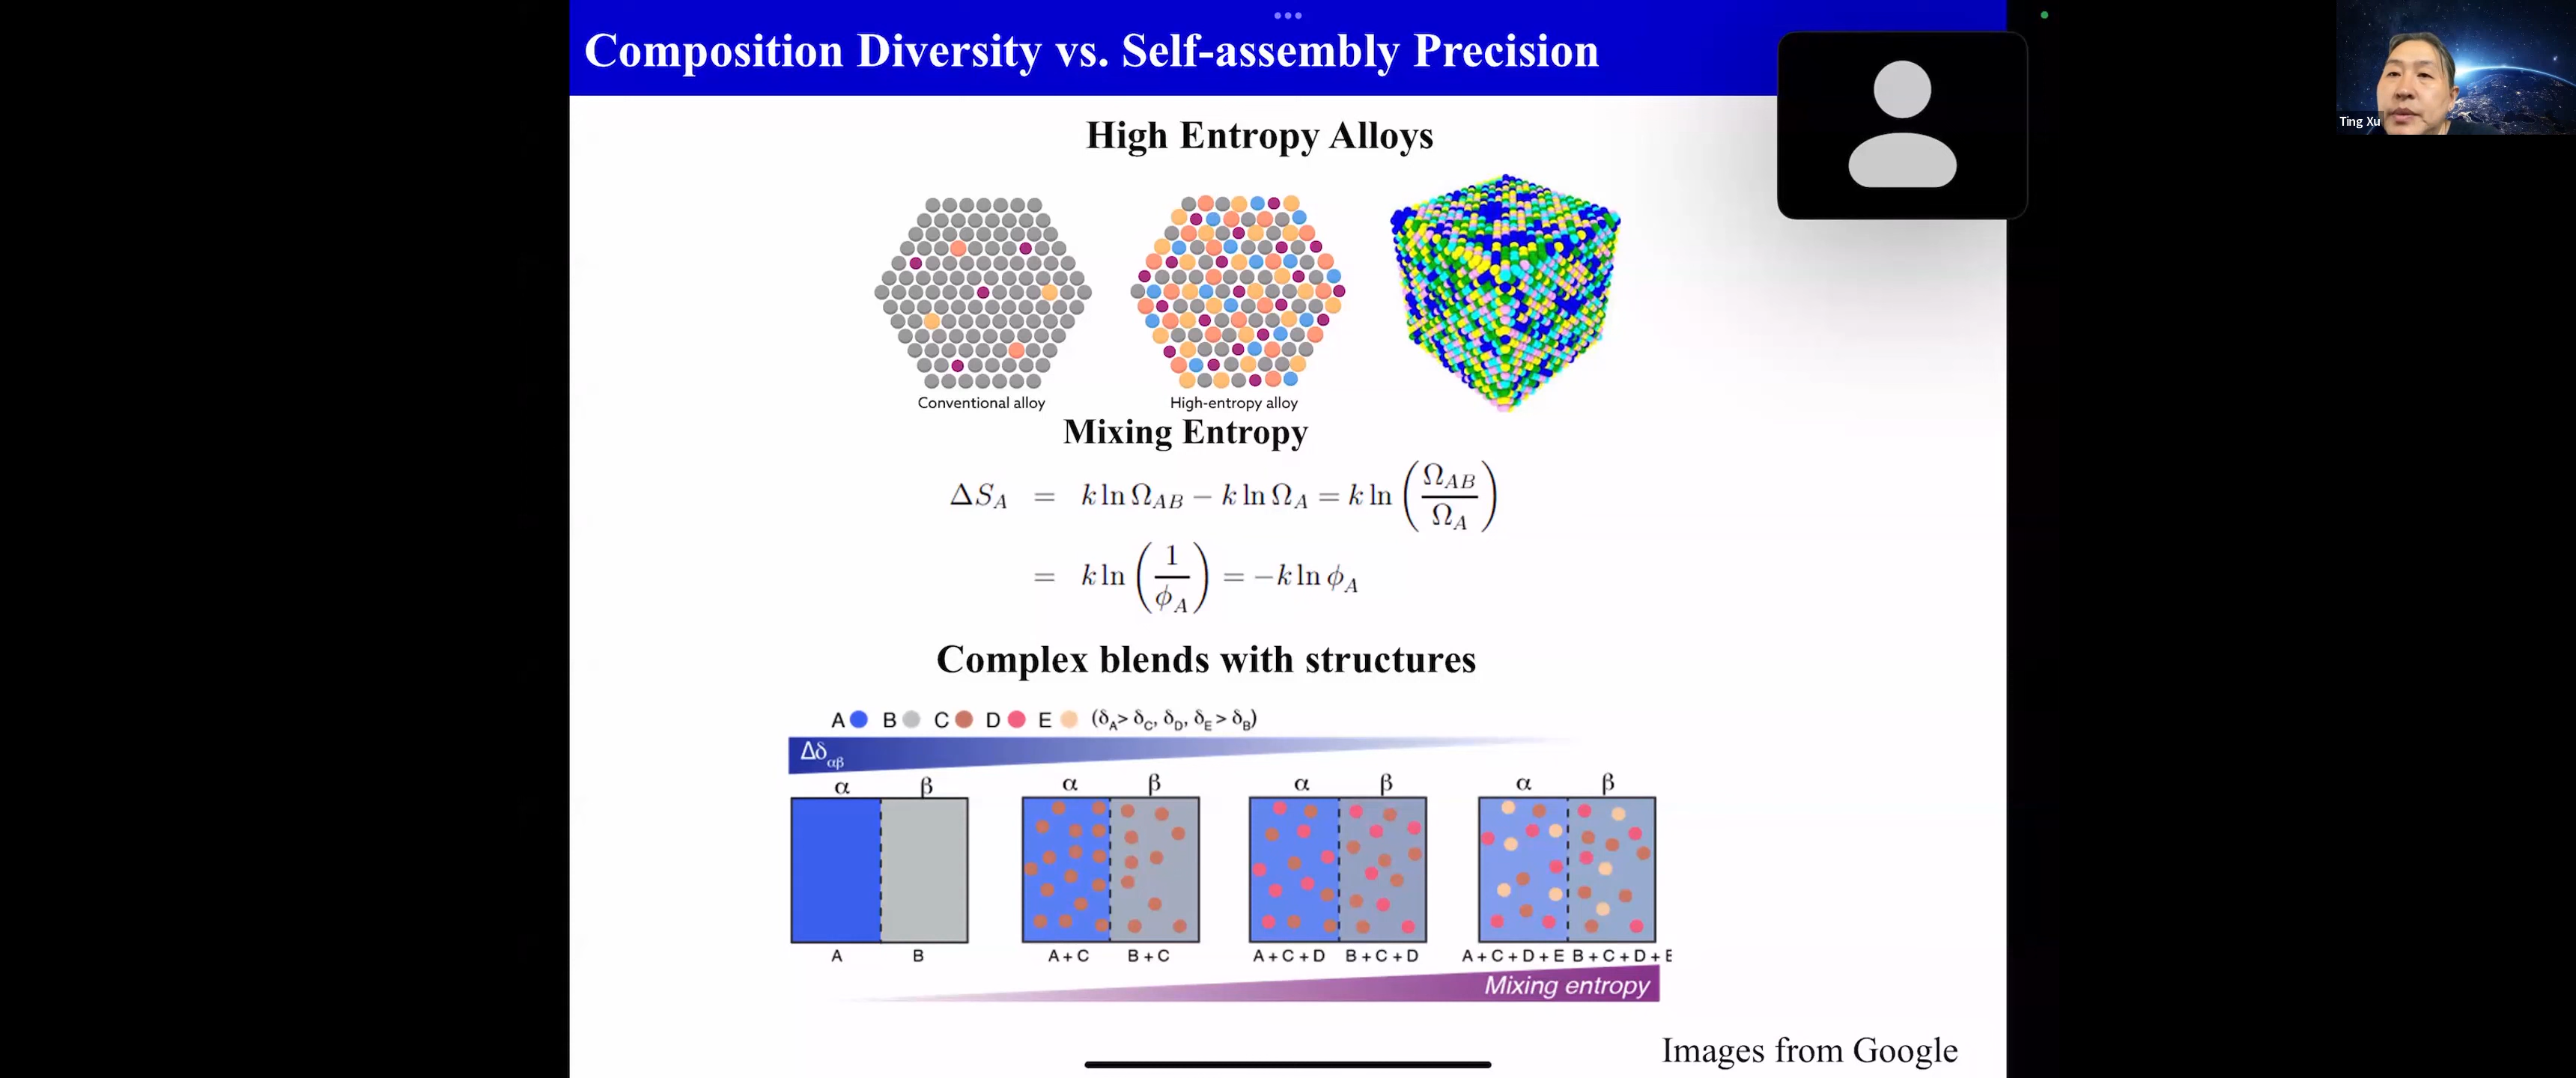 Composition Diversity vs. Self-assembly Precision
Ting Xu
High Entropy Alloys
Conventional alloy
High-entropy alloy
Mixing Entropy
ΔS_A = k ln Ω_AB − k ln Ω_A = k ln (Ω_AB / Ω_A)
= k ln (1 / ϕ_A) = −k ln ϕ_A
Complex blends with structures
A B C D E (δ_A> δ_C, δ_D, δ_E> δ_B)
Δδ_αβ
α β α β α β α β
A B A + C B + C A + C + D B + C + D A + C + D + E B + C + D + E
Mixing entropy
Images from Google